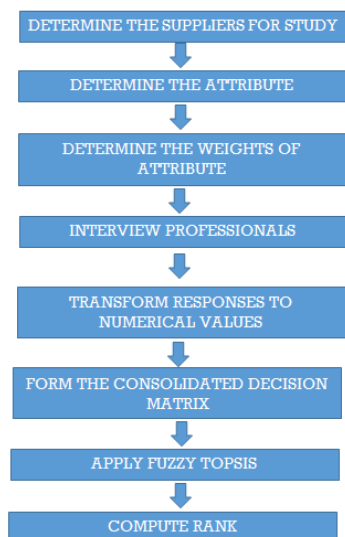 DETERMINE THE SUPPLIERS FOR STUDY
DETERMINE THE ATTRIBUTE
DETERMINE THE WEIGHTS OF
ATTRIBUTE
INTERVIEW PROFESSIONALS
TRANSFORM RESPONSES TO
NUMERICAL VALUES
FORM THE CONSOLIDATED DECISION
MATRIX
APPLY FUZZY TOPSIS
COMPUTE RANK